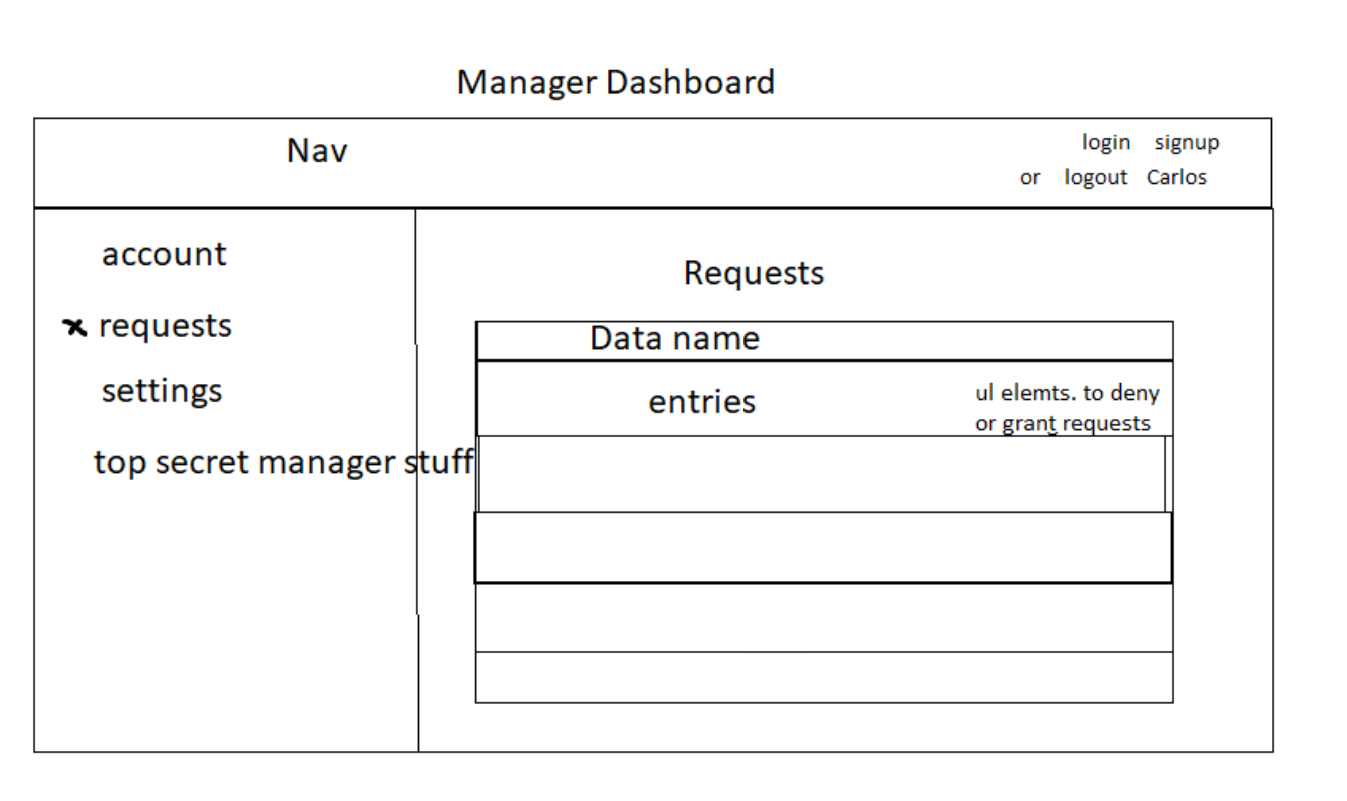 Manager Dashboard
Nav
login signup
or logout Carlos
account
requests
settings
top secret manager stuff
Requests
Data name
entries
ul elemts. to deny
or grant requests